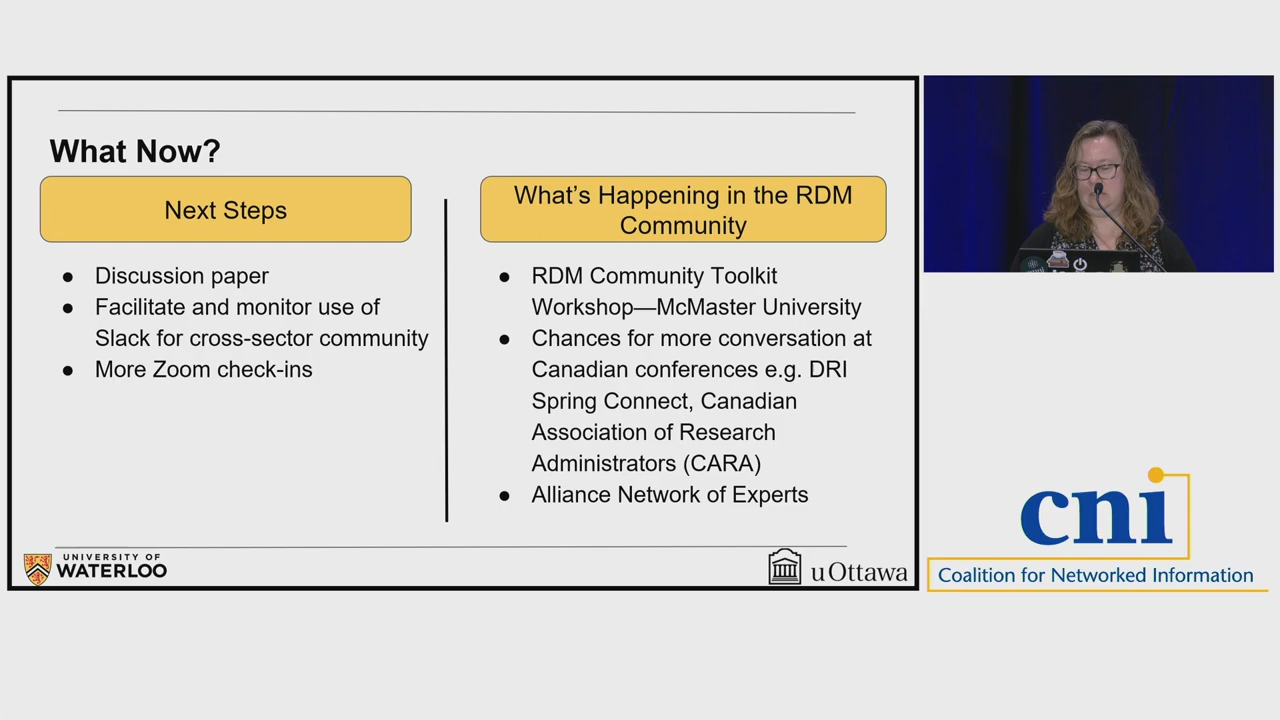 What Now?
Next Steps
● Discussion paper
● Facilitate and monitor use of
Slack for cross-sector community
● More Zoom check-ins
What's Happening in the RDM
Community
● RDM Community Toolkit
Workshop—McMaster University
● Chances for more conversation at
Canadian conferences e.g. DRI
Spring Connect, Canadian
Association of Research
Administrators (CARA)
● Alliance Network of Experts
UNIVERSITY OF
WATERLOO
uOttawa
cni
Coalition for Networked Information